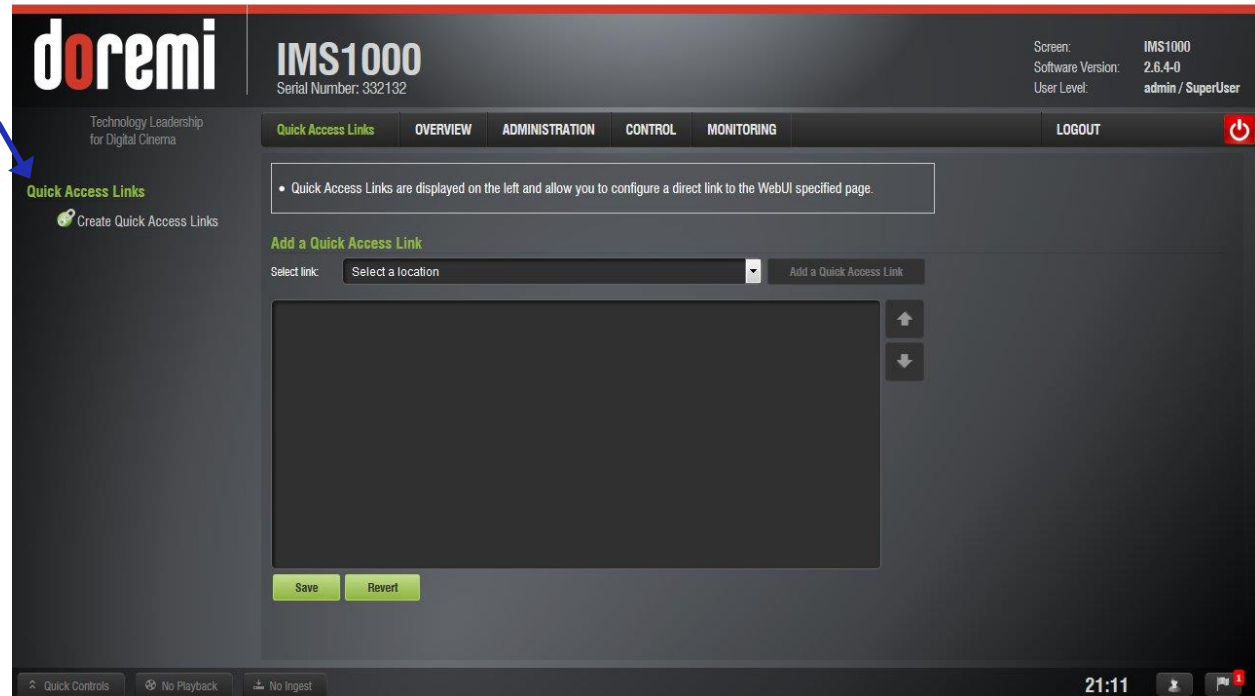 doremi
Technology Leadership
for Digital Cinema
IMS1000
Serial Number: 332132
Screen: IMS1000
Software Version: 2.6.4-0
User Level: admin / SuperUser
Quick Access Links OVERVIEW ADMINISTRATION CONTROL MONITORING LOGOUT
Quick Access Links
Create Quick Access Links
• Quick Access Links are displayed on the left and allow you to configure a direct link to the WebUI specified page.
Add a Quick Access Link
Select link: Select a location Add a Quick Access Link
Save Revert
Quick Controls No Playback No Ingest 21:11 1